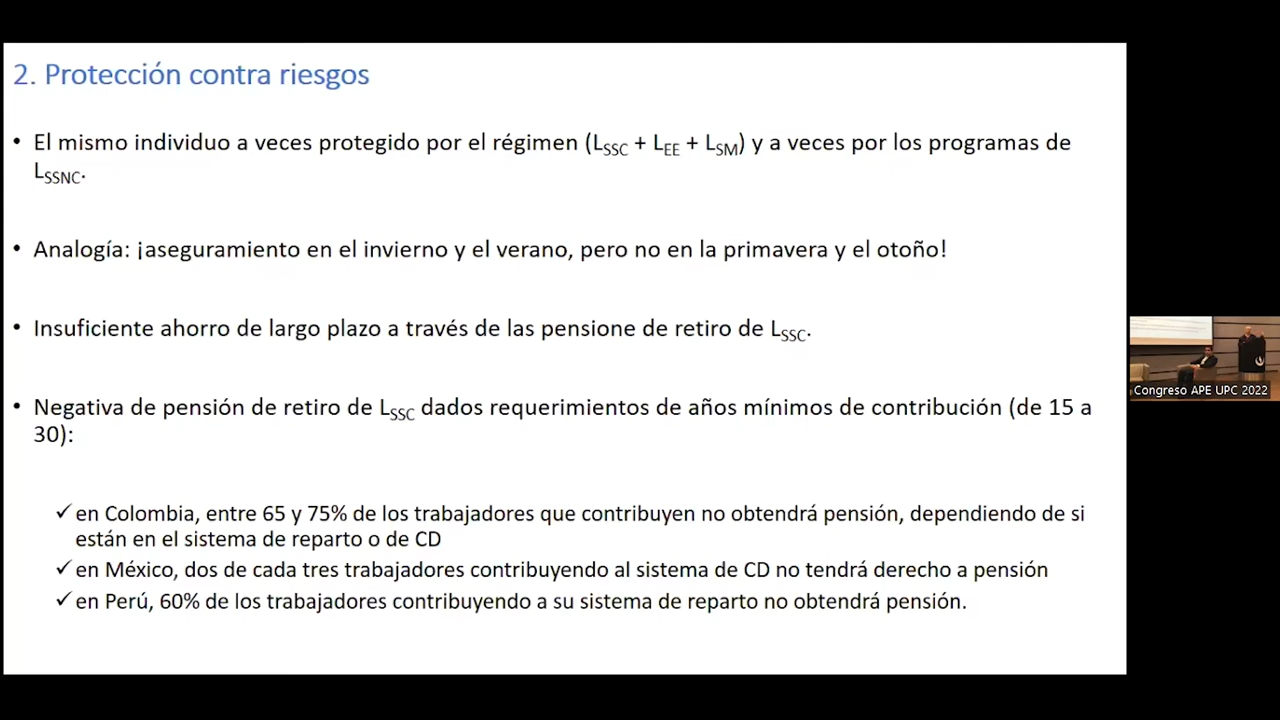 2. Protección contra riesgos
• El mismo individuo a veces protegido por el régimen (LSSC + LEE + LSM) y a veces por los programas de
LSSNC.
• Analogía: ¡aseguramiento en el invierno y el verano, pero no en la primavera y el otoño!
• Insuficiente ahorro de largo plazo a través de las pensione de retiro de LSSC.
• Negativa de pensión de retiro de LSSC dados requerimientos de años mínimos de contribución (de 15 a
30):
✓ en Colombia, entre 65 y 75% de los trabajadores que contribuyen no obtendrá pensión, dependiendo de si
están en el sistema de reparto o de CD
✓ en México, dos de cada tres trabajadores contribuyendo al sistema de CD no tendrá derecho a pensión
✓ en Perú, 60% de los trabajadores contribuyendo a su sistema de reparto no obtendrá pensión.
Congreso APE UPC 2022